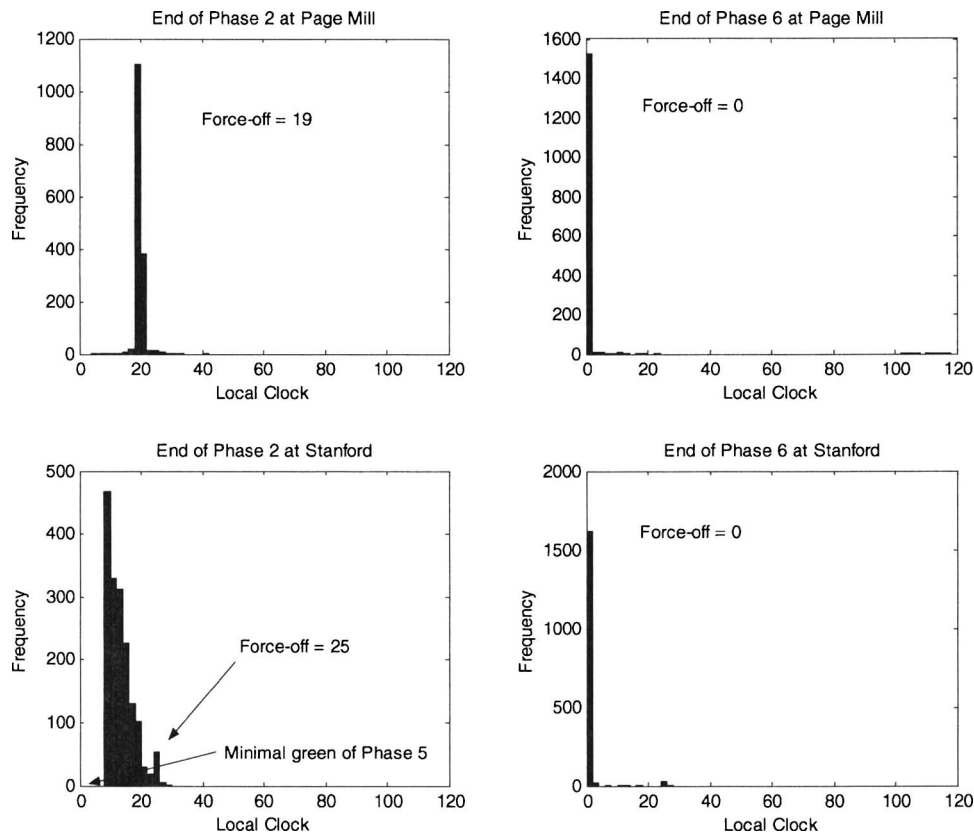 End of Phase 2 at Page Mill
1200
1000
800
600
400
200
0
Frequency
Force-off = 19
0 20 40 60 80 100 120
Local Clock
End of Phase 6 at Page Mill
1600
1400
1200
1000
800
600
400
200
0
Frequency
Force-off = 0
0 20 40 60 80 100 120
Local Clock
End of Phase 2 at Stanford
500
400
300
200
100
0
Frequency
Force-off = 25
Minimal green of Phase 5
0 20 40 60 80 100 120
Local Clock
End of Phase 6 at Stanford
2000
1500
1000
500
0
Frequency
Force-off = 0
0 20 40 60 80 100 120
Local Clock